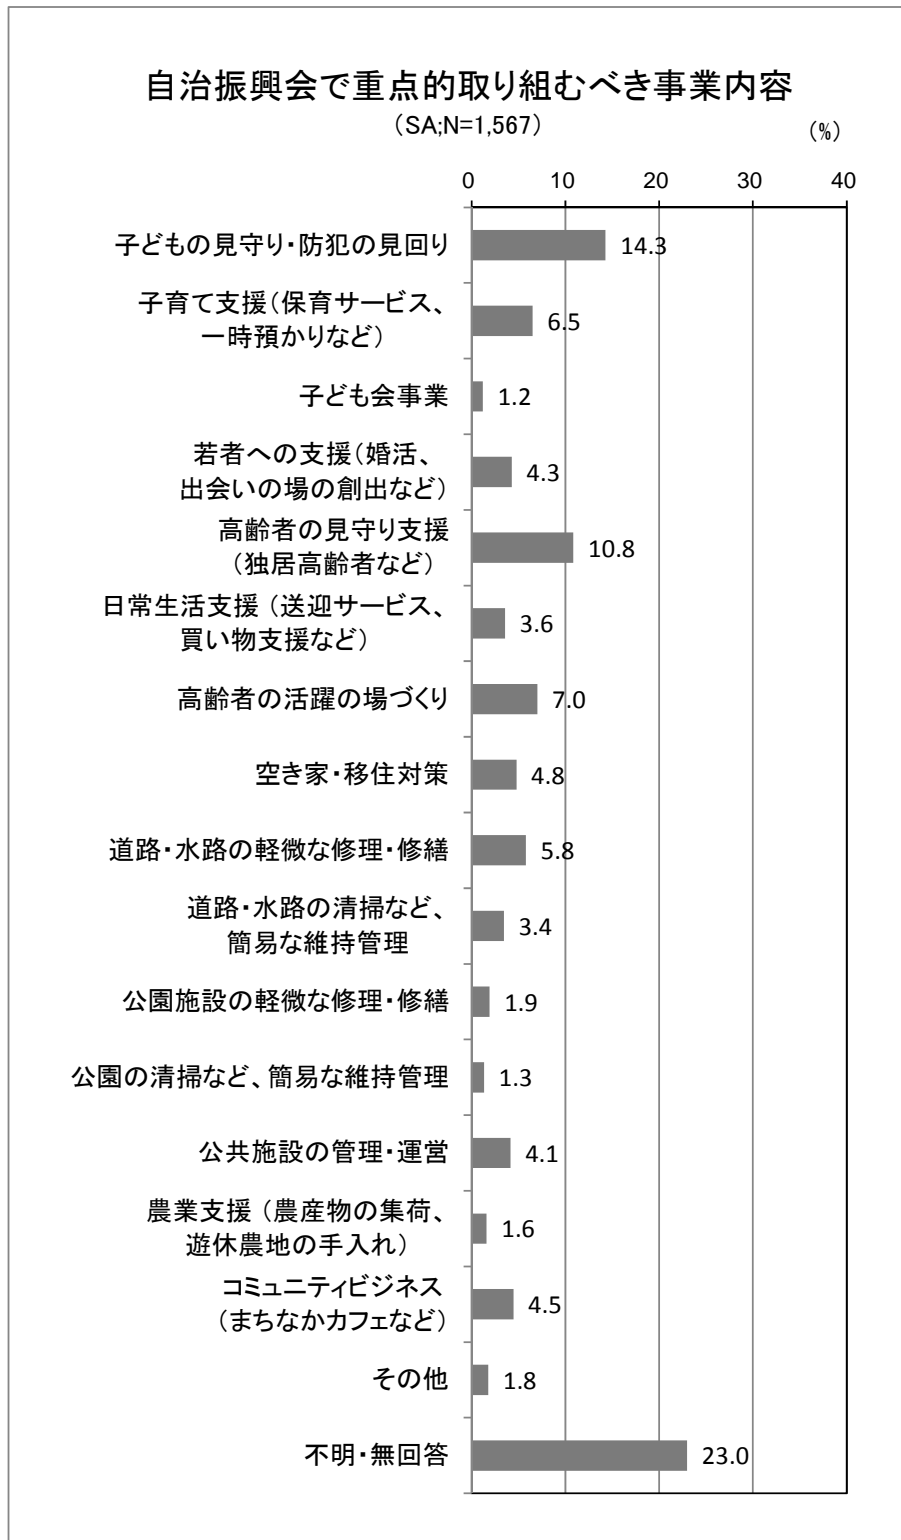 自治振興会で重点的取り組むべき事業内容
（SA;N=1,567）
（%）
0 10 20 30 40
子どもの見守り・防犯の見回り 14.3
子育て支援（保育サービス、
一時預かりなど） 6.5
子ども会事業 1.2
若者への支援（婚活、
出会いの場の創出など） 4.3
高齢者の見守り支援
（独居高齢者など） 10.8
日常生活支援（送迎サービス、
買い物支援など） 3.6
高齢者の活躍の場づくり 7.0
空き家・移住対策 4.8
道路・水路の軽微な修理・修繕 5.8
道路・水路の清掃など、
簡易な維持管理 3.4
公園施設の軽微な修理・修繕 1.9
公園の清掃など、簡易な維持管理 1.3
公共施設の管理・運営 4.1
農業支援（農産物の集荷、
遊休農地の手入れ） 1.6
コミュニティビジネス
（まちなかカフェなど） 4.5
その他 1.8
不明・無回答 23.0